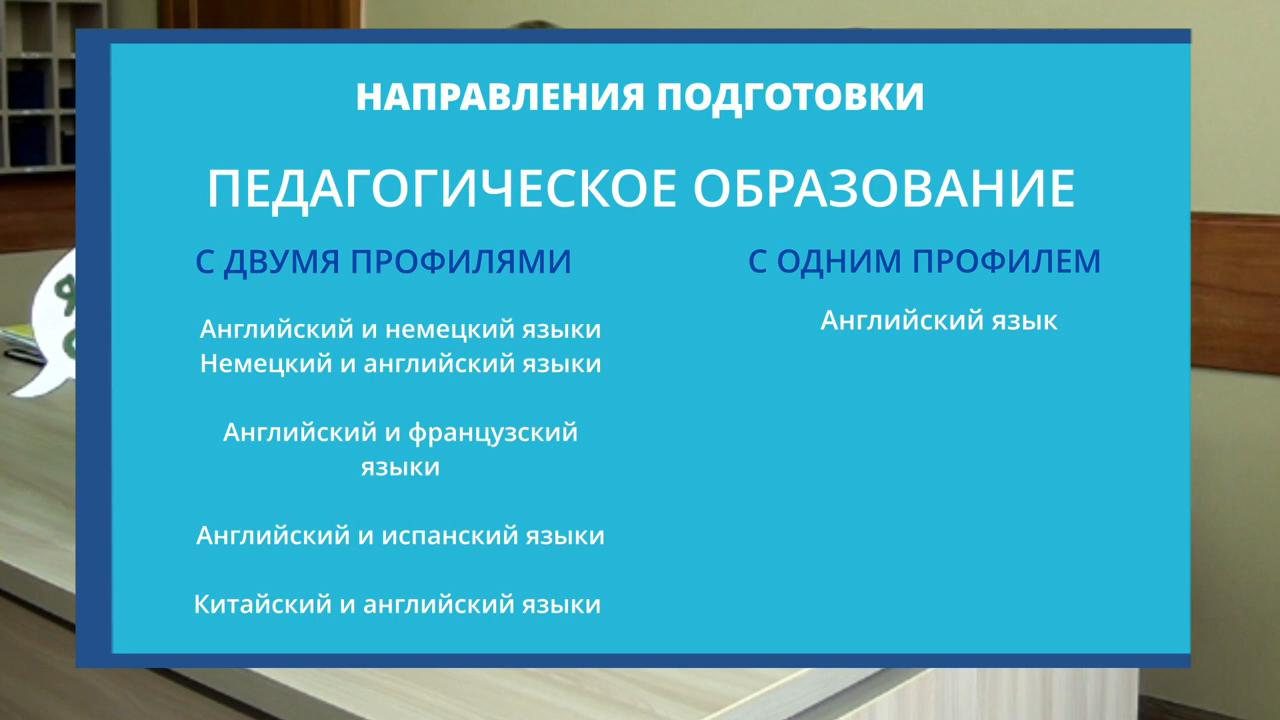 НАПРАВЛЕНИЯ ПОДГОТОВКИ
ПЕДАГОГИЧЕСКОЕ ОБРАЗОВАНИЕ
С ДВУМЯ ПРОФИЛЯМИ
Английский и немецкий языки
Немецкий и английский языки
Английский и французский
языки
Английский и испанский языки
Китайский и английский языки
С ОДНИМ ПРОФИЛЕМ
Английский язык